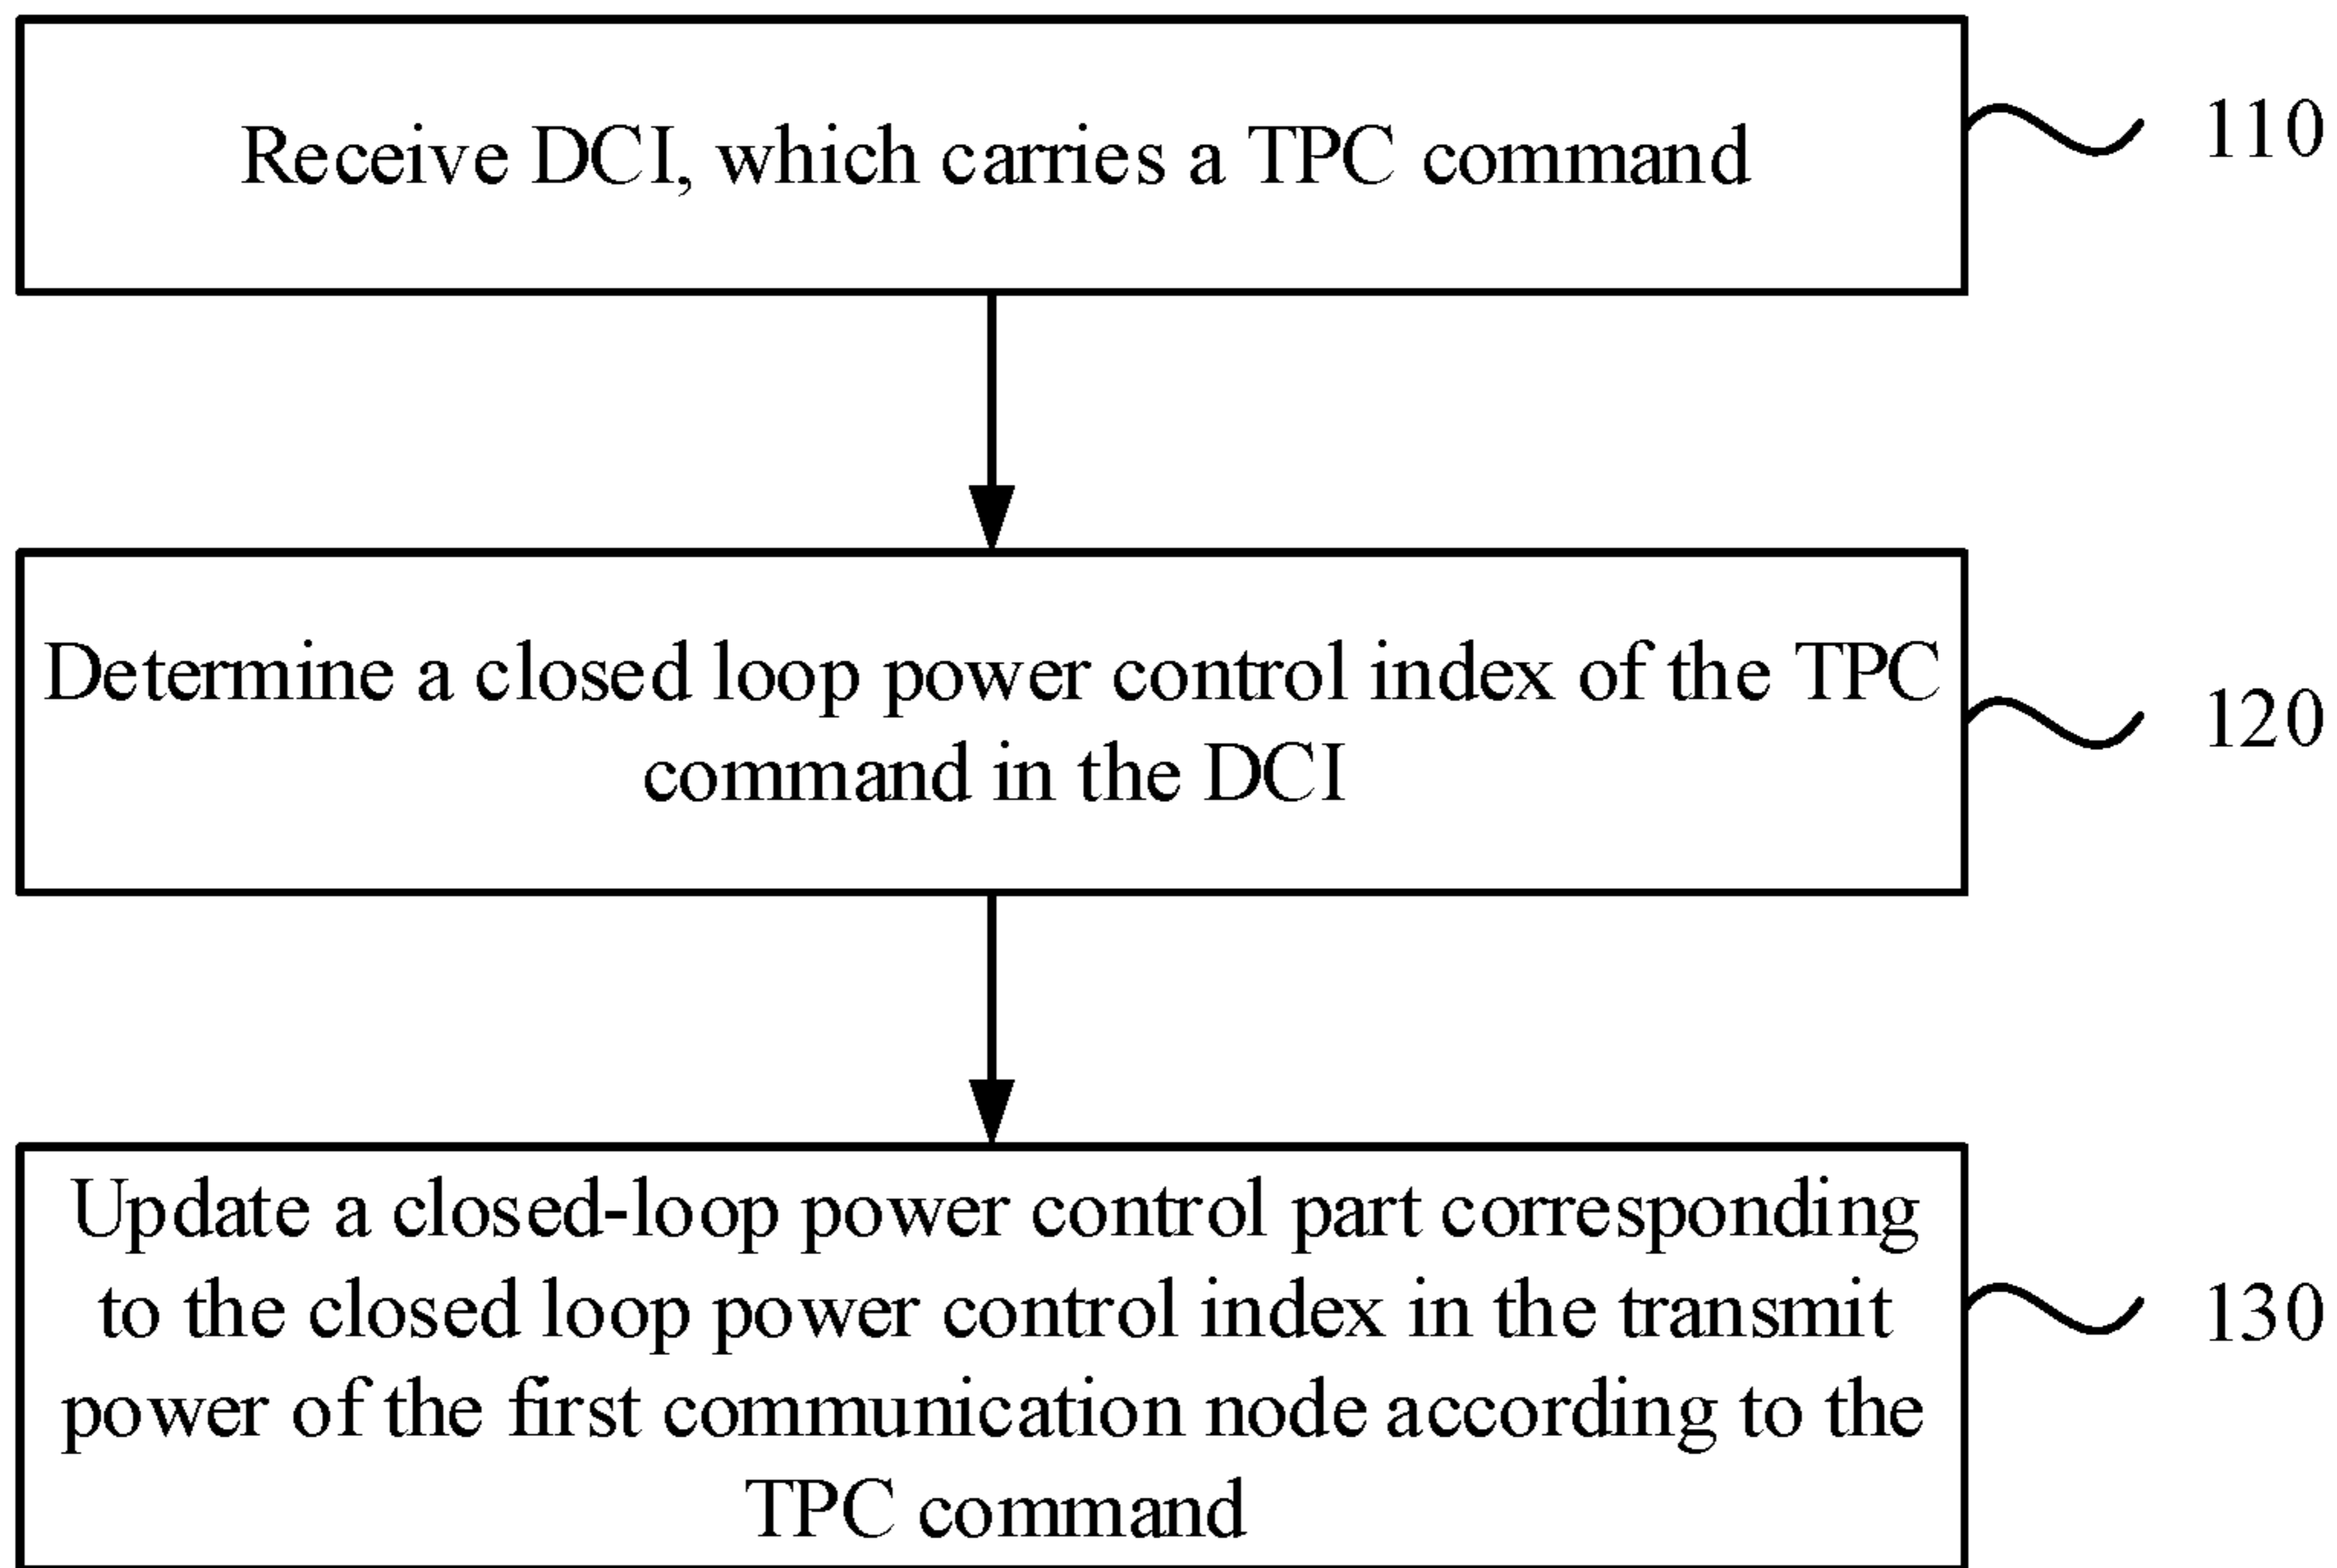 Receive DCI, which carries a TPC command
110
Determine a closed loop power control index of the TPC
command in the DCI
120
Update a closed-loop power control part corresponding
to the closed loop power control index in the transmit
power of the first communication node according to the
TPC command
130